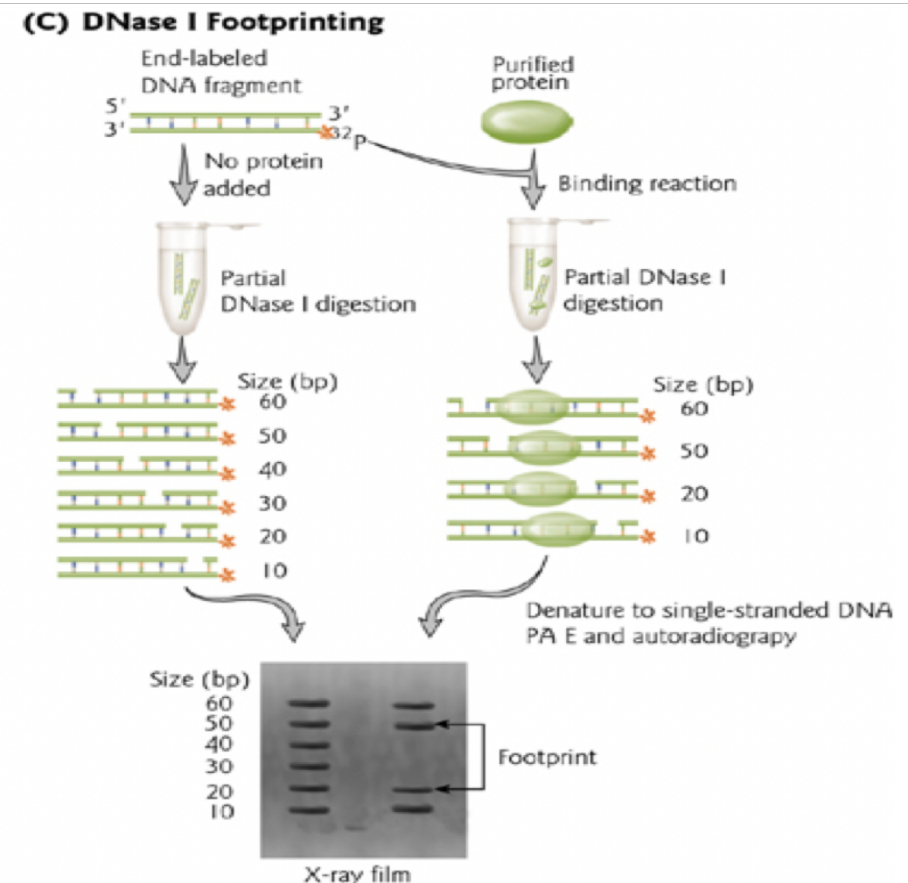 (C) DNase I Footprinting
End-labeled
DNA fragment
5'
3'
3'
32
P
Purified
protein
No protein
added
Binding reaction
Partial
DNase I digestion
Partial DNase I
digestion
Size (bp)
60
50
40
30
20
10
Size (bp)
60
50
20
10
Denature to single-stranded DNA
PA E and autoradiograpy
Size (bp)
60
50
40
30
20
10
Footprint
X-ray film